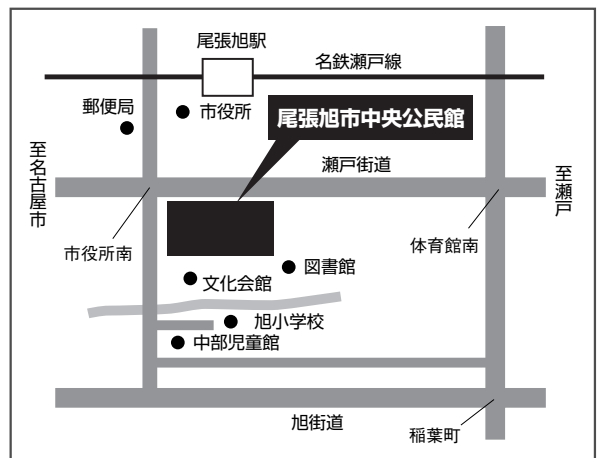 尾張旭駅
名鉄瀬戸線
郵便局
市役所
尾張旭市中央公民館
至名古屋市
瀬戸街道
至瀬戸
市役所南
体育館南
図書館
文化会館
旭小学校
中部児童館
旭街道
稲葉町